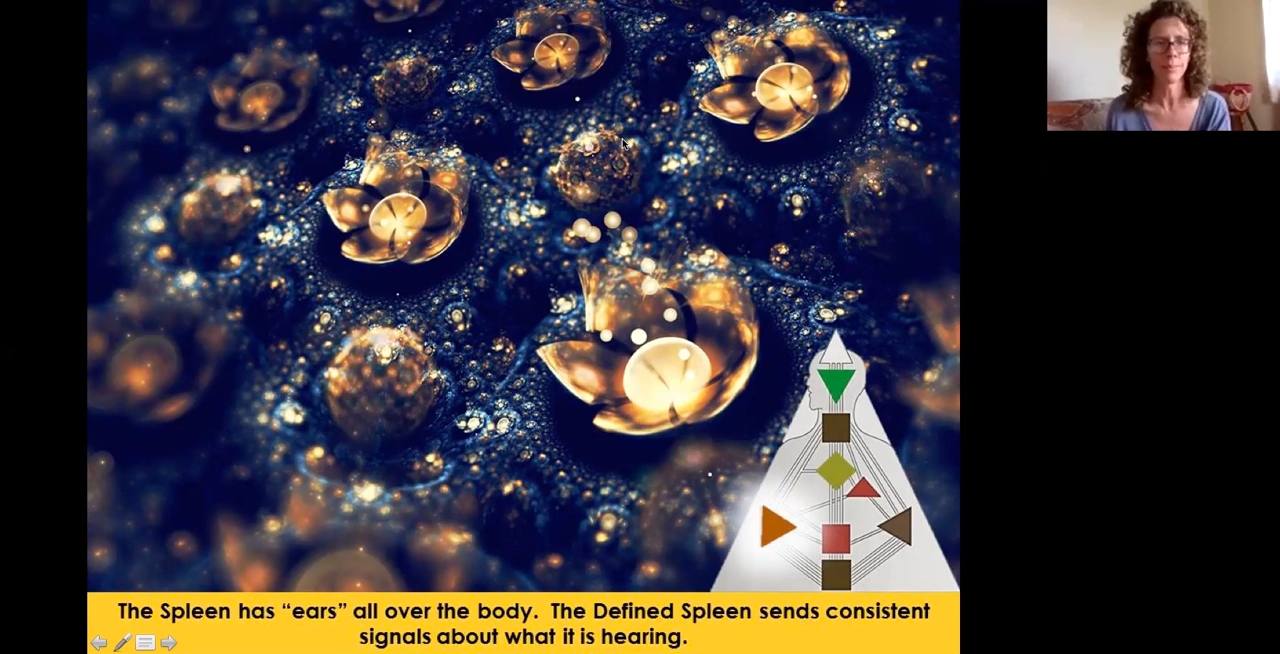 The Spleen has “ears” all over the body.  The Defined Spleen sends consistent
signals about what it is hearing.